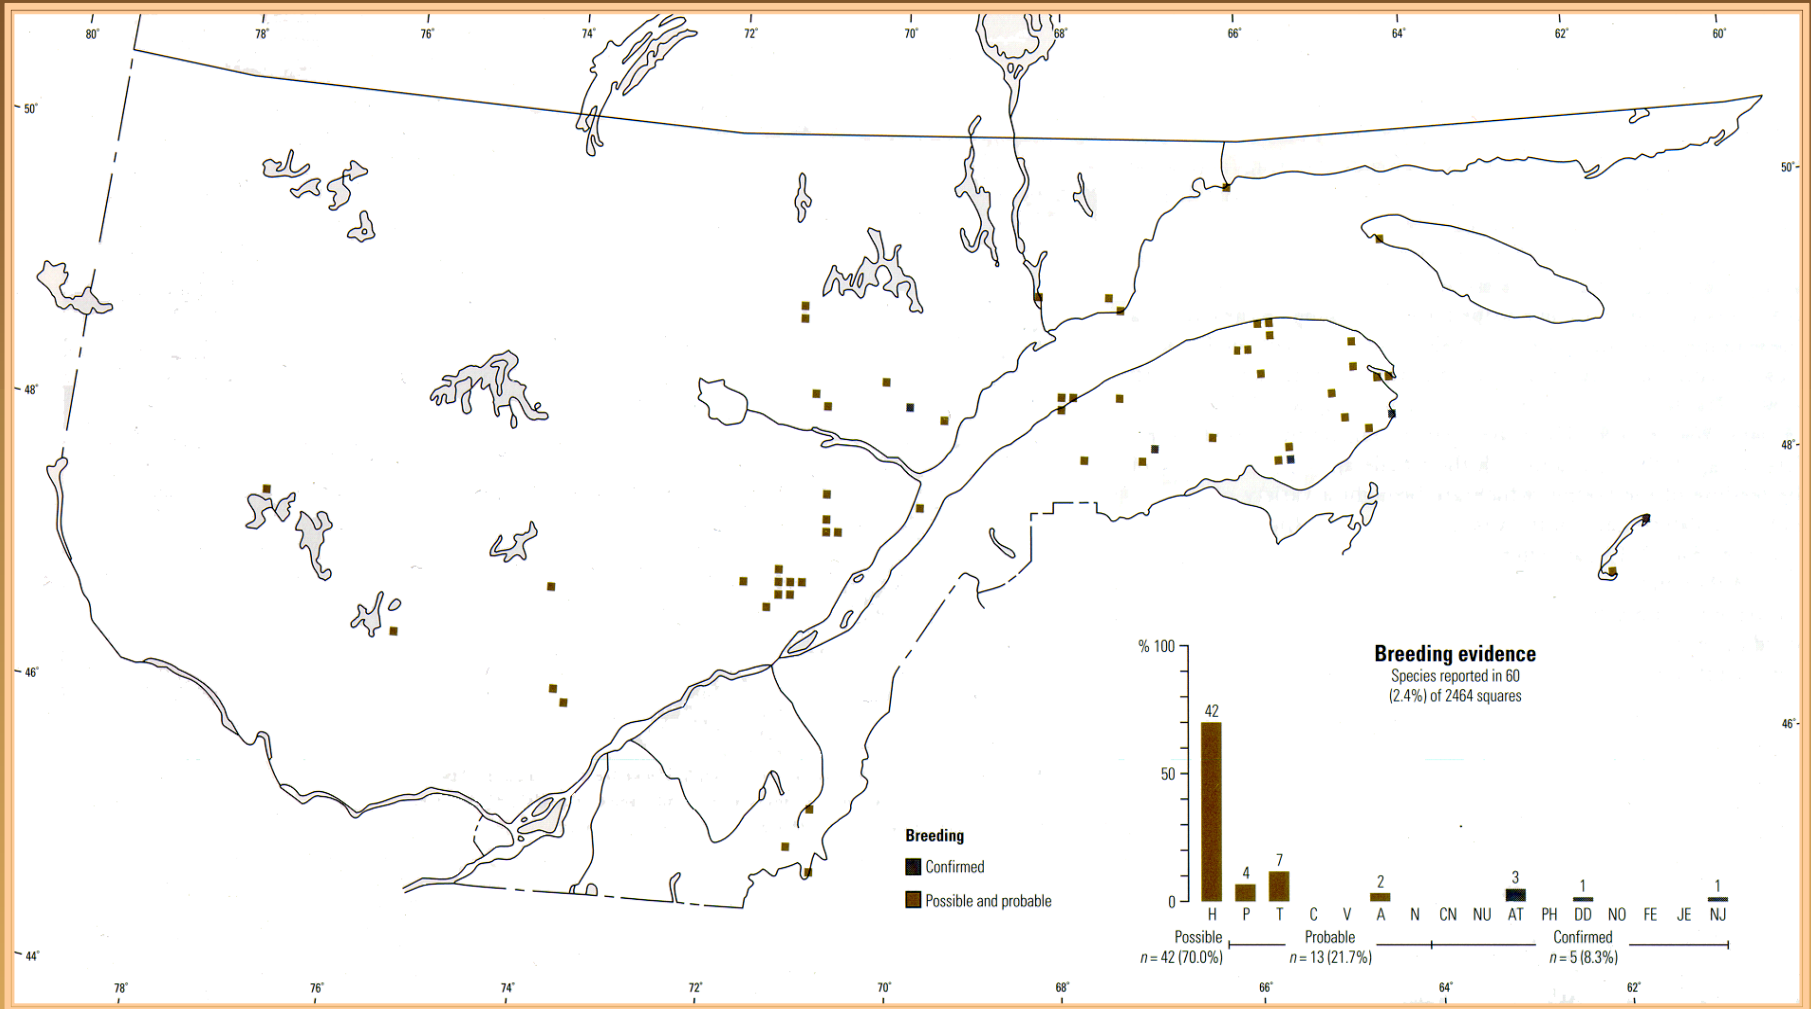 80° 78° 76° 74° 72° 70° 68° 66° 64° 62° 60°
50°
50°
48°
48°
46°
46°
44°
% 100
50
0
Breeding evidence
Species reported in 60
(2.4%) of 2464 squares
42
4
7
2
3
1
1
H P T C V A N CN NU AT PH DD NO FE JE NJ
Possible Probable Confirmed
n = 42 (70.0%) n = 13 (21.7%) n = 5 (8.3%)
Breeding
Confirmed
Possible and probable
78° 76° 74° 72° 70° 68° 66° 64° 62°